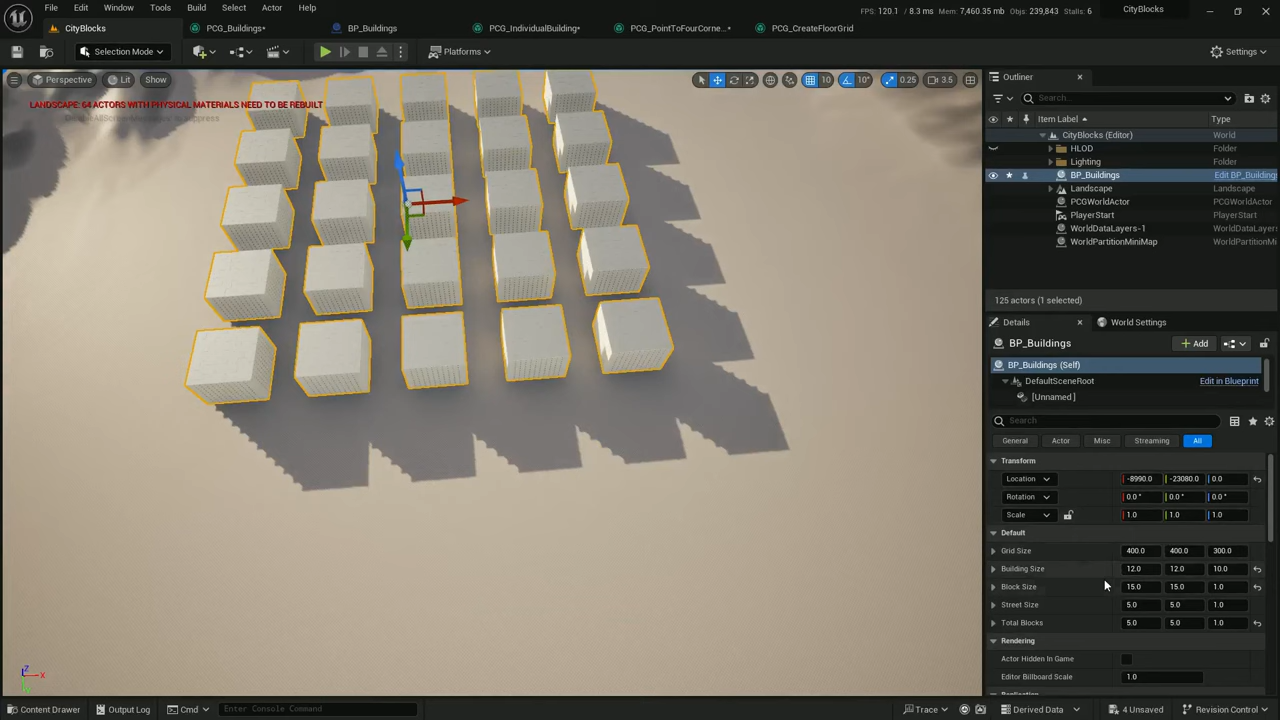 File Edit Window Tools Build Select Actor Help
FPS: 120.1 / 8.3 ms Mem: 7,460.35 mb Objs: 239,843 Stalls: 6
CityBlocks
CityBlocks
PCG_Buildings*
BP_Buildings
PCG_IndividualBuilding*
PCG_PointToFourCorne...*
PCG_CreateFloorGrid
Selection Mode
Platforms
Settings
Perspective Lit Show
10 10° 0.25 3.5
LANDSCAPE: 64 ACTORS WITH PHYSICAL MATERIALS NEED TO BE REBUILT
Outliner
Search...
Item Label Type
CityBlocks (Editor) World
HLOD Folder
Lighting Folder
BP_Buildings Edit BP_Building
Landscape Landscape
PCGWorldActor PCGWorldActor
PlayerStart PlayerStart
WorldDataLayers-1 WorldDataLayer
WorldPartitionMiniMap WorldPartitionMi
125 actors (1 selected)
Details
World Settings
BP_Buildings
Add
BP_Buildings (Self)
DefaultSceneRoot Edit in Blueprint
[Unnamed ]
Search
General Actor Misc Streaming All
Transform
Location -8990.0 -23080.0 0.0
Rotation 0.0 ° 0.0 ° 0.0 °
Scale 1.0 1.0 1.0
Default
Grid Size 400.0 400.0 300.0
Building Size 12.0 12.0 10.0
Block Size 15.0 15.0 1.0
Street Size 5.0 5.0 1.0
Total Blocks 5.0 5.0 1.0
Rendering
Actor Hidden In Game
Editor Billboard Scale 1.0
Replication
Z
X
Content Drawer Output Log Cmd Enter Console Command
Trace Derived Data 4 Unsaved Revision Control